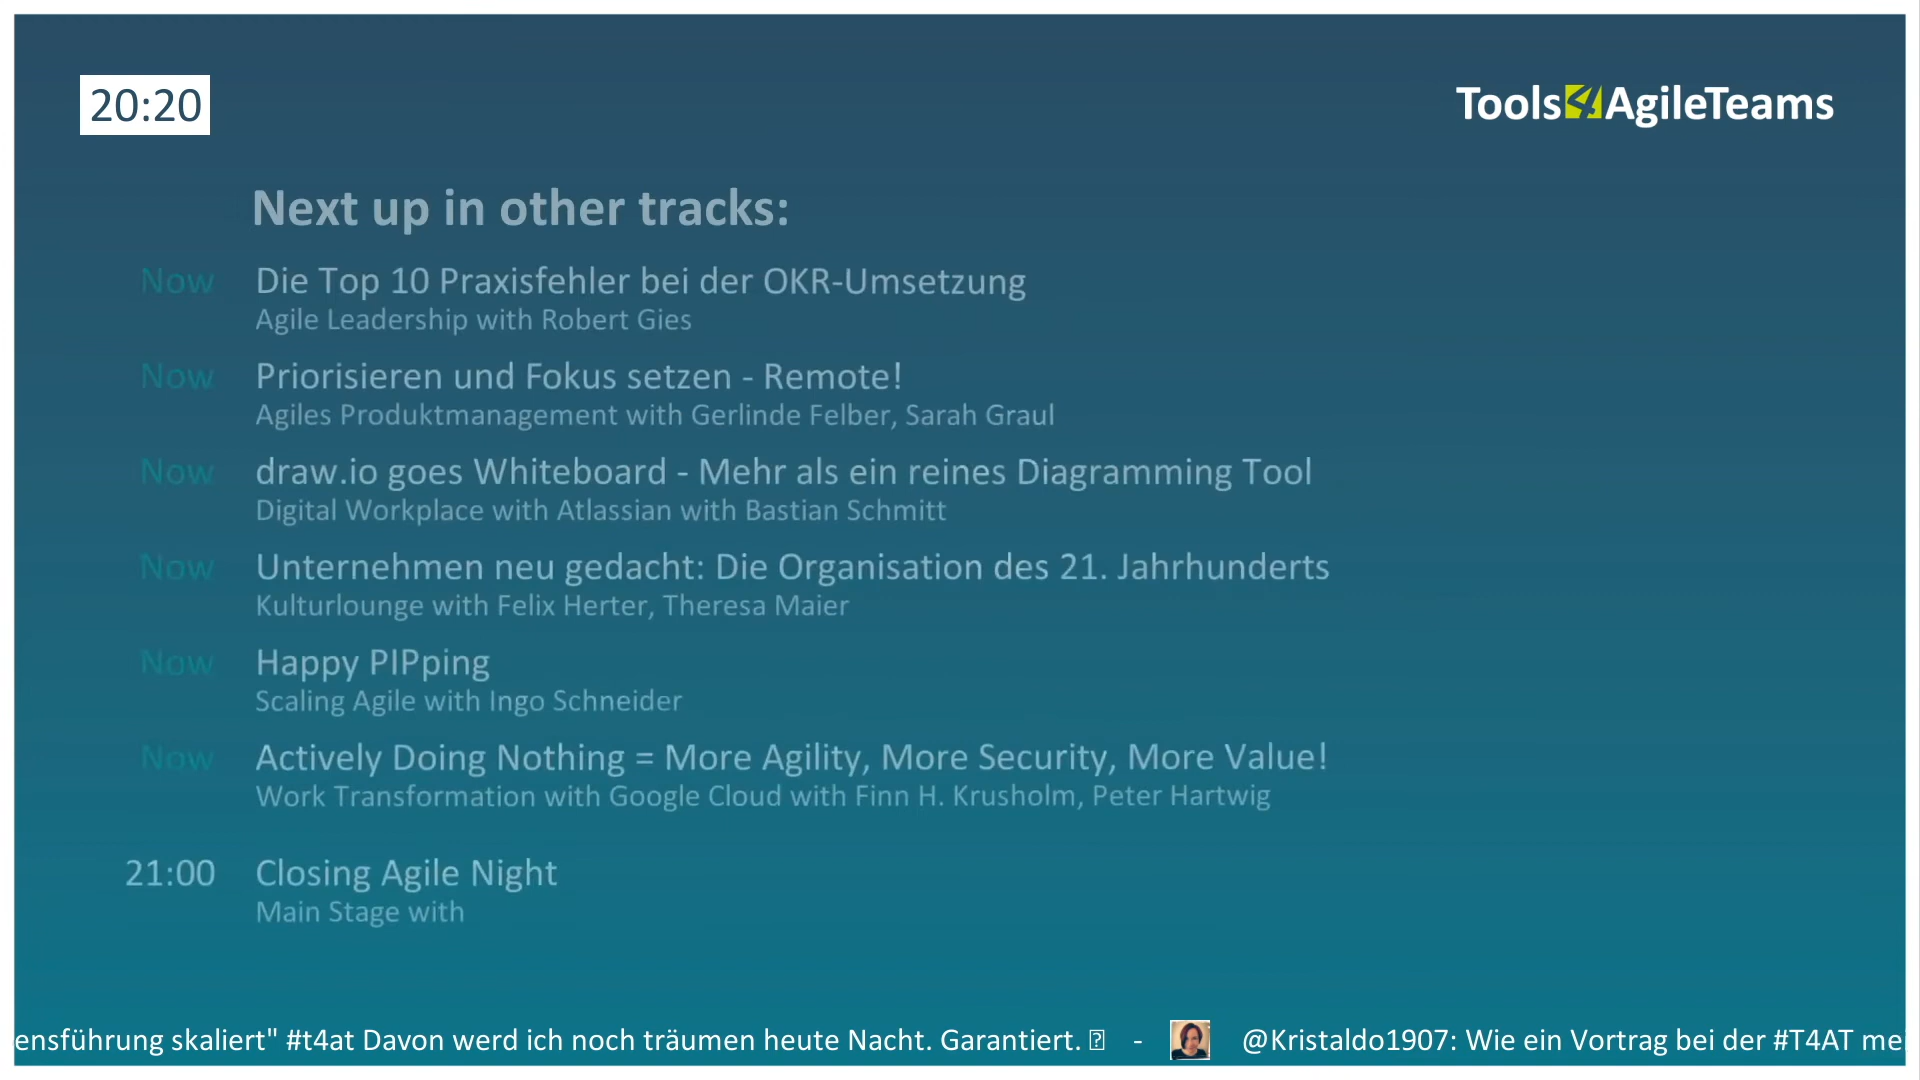 20:20
Tools4AgileTeams
Next up in other tracks:
Now Die Top 10 Praxisfehler bei der OKR-Umsetzung
Agile Leadership with Robert Gies
Now Priorisieren und Fokus setzen - Remote!
Agiles Produktmanagement with Gerlinde Felber, Sarah Graul
Now draw.io goes Whiteboard - Mehr als ein reines Diagramming Tool
Digital Workplace with Atlassian with Bastian Schmitt
Now Unternehmen neu gedacht: Die Organisation des 21. Jahrhunderts
Kulturlounge with Felix Herter, Theresa Maier
Now Happy PIPping
Scaling Agile with Ingo Schneider
Now Actively Doing Nothing = More Agility, More Security, More Value!
Work Transformation with Google Cloud with Finn H. Krusholm, Peter Hartwig
21:00 Closing Agile Night
Main Stage with
ensführung skaliert" #t4at Davon werd ich noch träumen heute Nacht. Garantiert. - @Kristaldo1907: Wie ein Vortrag bei der #T4AT me